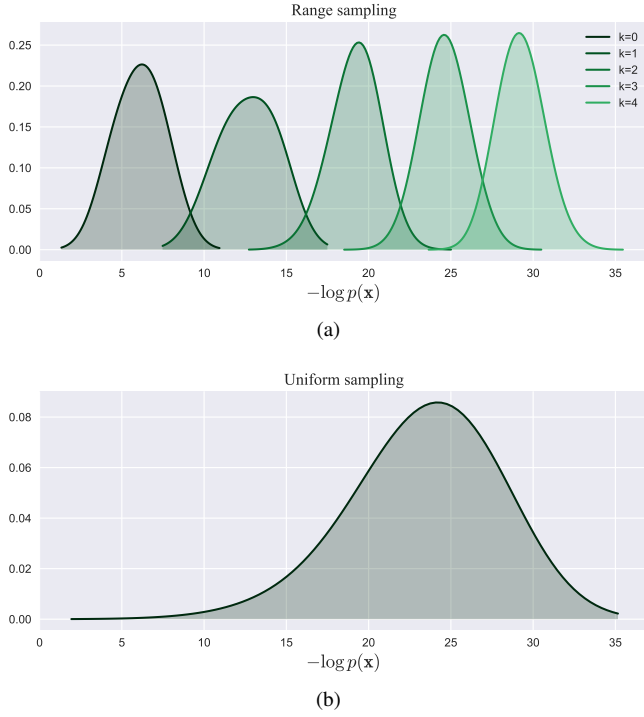 Range sampling
0.25
0.20
0.15
0.10
0.05
0.00
k=0
k=1
k=2
k=3
k=4
0 5 10 15 20 25 30 35
−log p(x)
(a)
Uniform sampling
0.08
0.06
0.04
0.02
0.00
0 5 10 15 20 25 30 35
−log p(x)
(b)